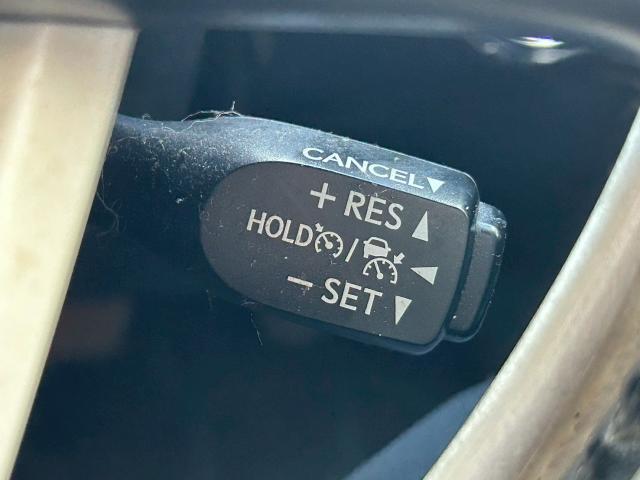 CANCEL▼
+ RES ▲
HOLD / ◀
− SET ▼